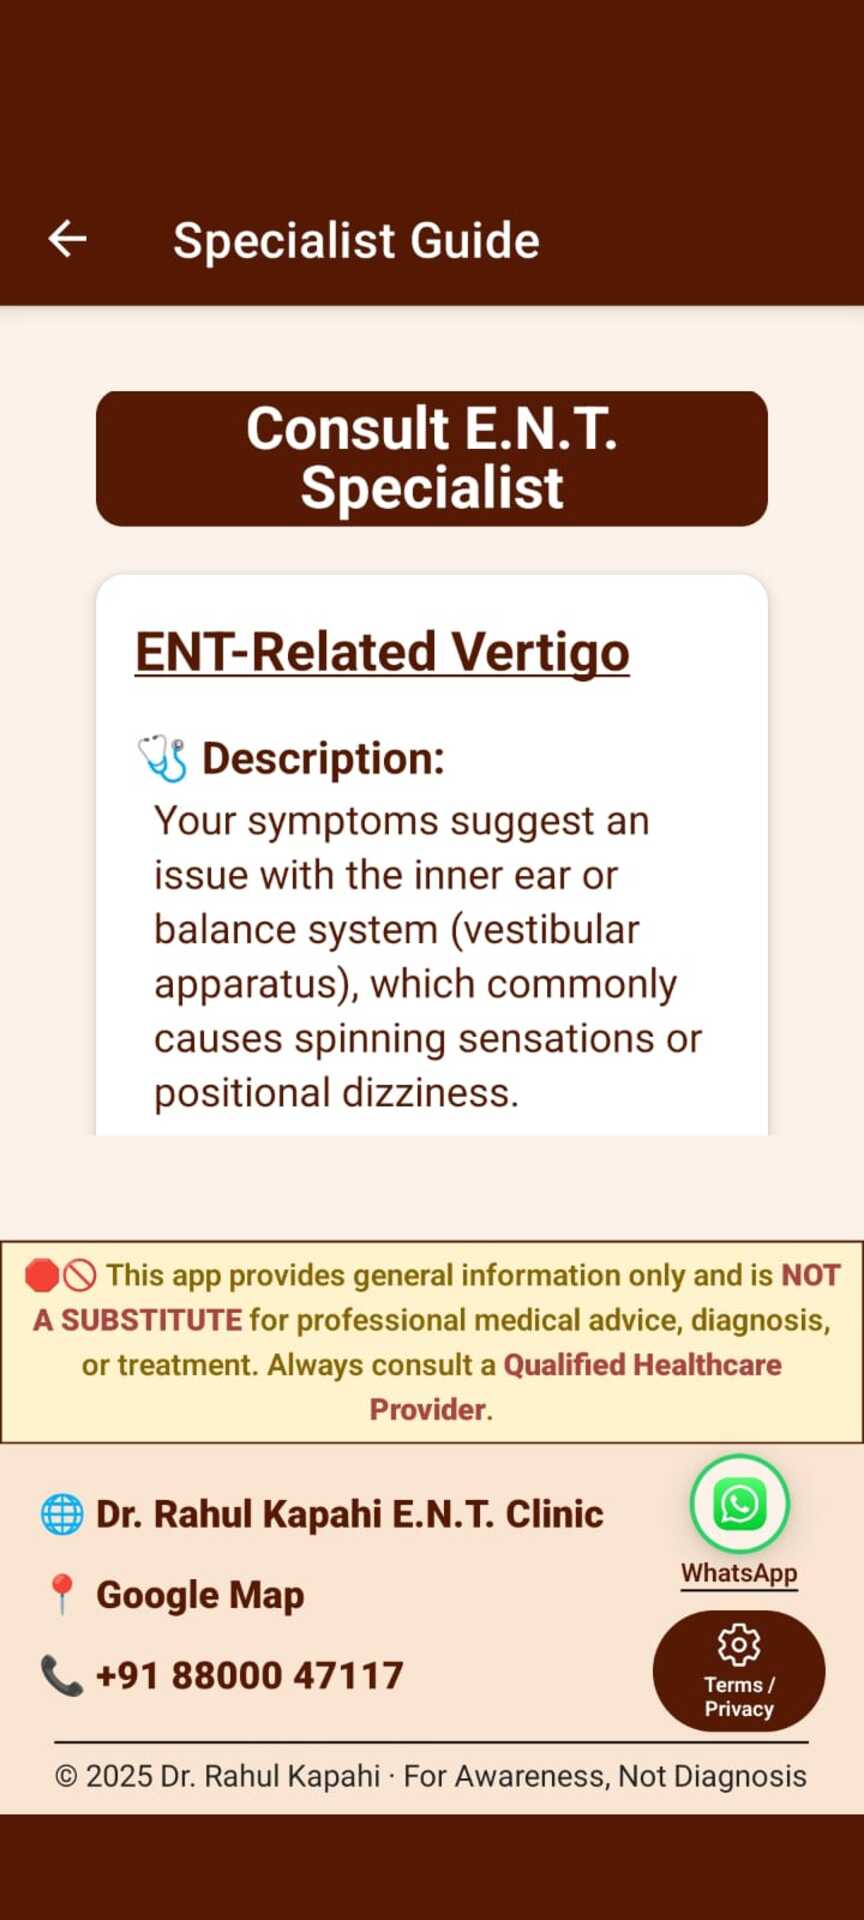 Specialist Guide
Consult E.N.T.
Specialist
ENT-Related Vertigo
🩺 Description:
Your symptoms suggest an
issue with the inner ear or
balance system (vestibular
apparatus), which commonly
causes spinning sensations or
positional dizziness.
🛑🚫 This app provides general information only and is NOT
A SUBSTITUTE for professional medical advice, diagnosis,
or treatment. Always consult a Qualified Healthcare
Provider.
🌐 Dr. Rahul Kapahi E.N.T. Clinic
WhatsApp
📍 Google Map
📞 +91 88000 47117
Terms /
Privacy
© 2025 Dr. Rahul Kapahi · For Awareness, Not Diagnosis